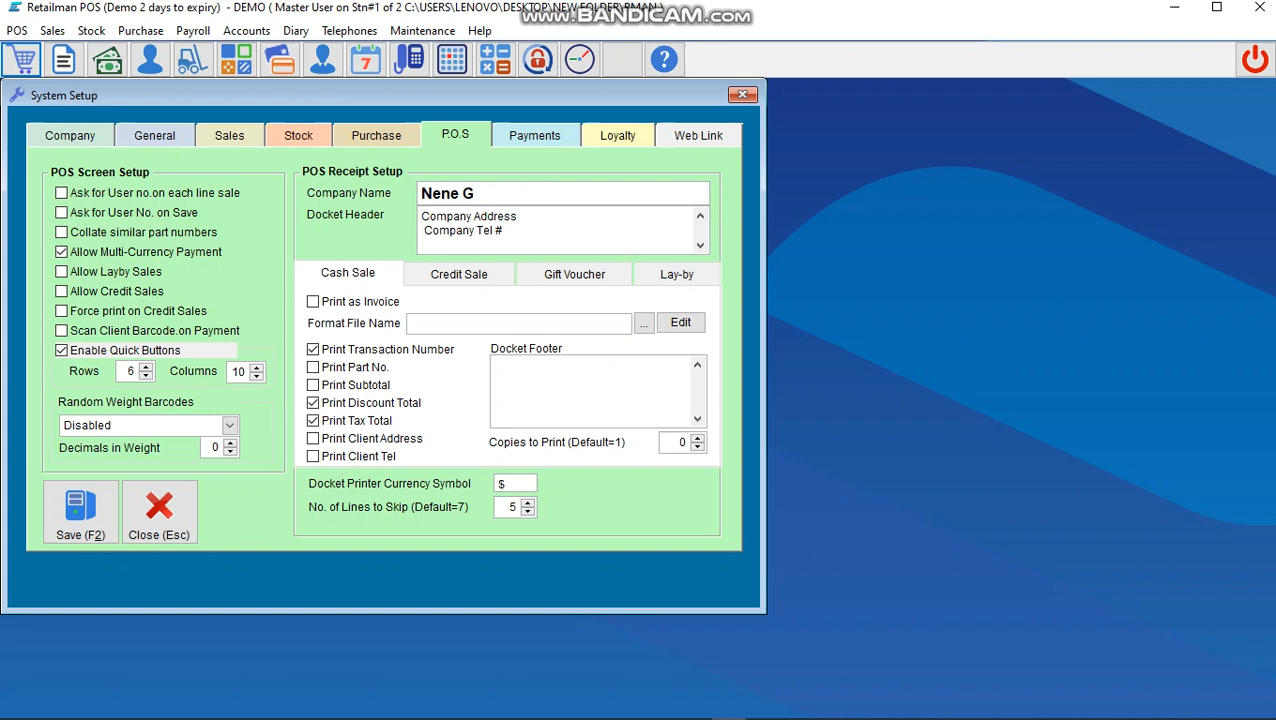 Retailman POS (Demo 2 days to expiry) - DEMO ( Master User on Stn#1 of 2 C:\USERS\LENOVO\DESKTOP\NEW FOLDER\RMAN )
www.BANDICAM.com
POS Sales Stock Purchase Payroll Accounts Diary Telephones Maintenance Help
7
?
System Setup
Company General Sales Stock Purchase P.O.S Payments Loyalty Web Link
POS Screen Setup
Ask for User no.on each line sale
Ask for User No. on Save
Collate similar part numbers
Allow Multi-Currency Payment
Allow Layby Sales
Allow Credit Sales
Force print on Credit Sales
Scan Client Barcode.on Payment
Enable Quick Buttons
Rows 6 Columns 10
Random Weight Barcodes
Disabled
Decimals in Weight 0
Save (F2) Close (Esc)
POS Receipt Setup
Company Name Nene G
Docket Header Company Address
Company Tel #
Cash Sale Credit Sale Gift Voucher Lay-by
Print as Invoice
Format File Name ... Edit
Print Transaction Number
Print Part No.
Print Subtotal
Print Discount Total
Print Tax Total
Print Client Address
Print Client Tel
Docket Footer
Copies to Print (Default=1) 0
Docket Printer Currency Symbol $
No. of Lines to Skip (Default=7) 5